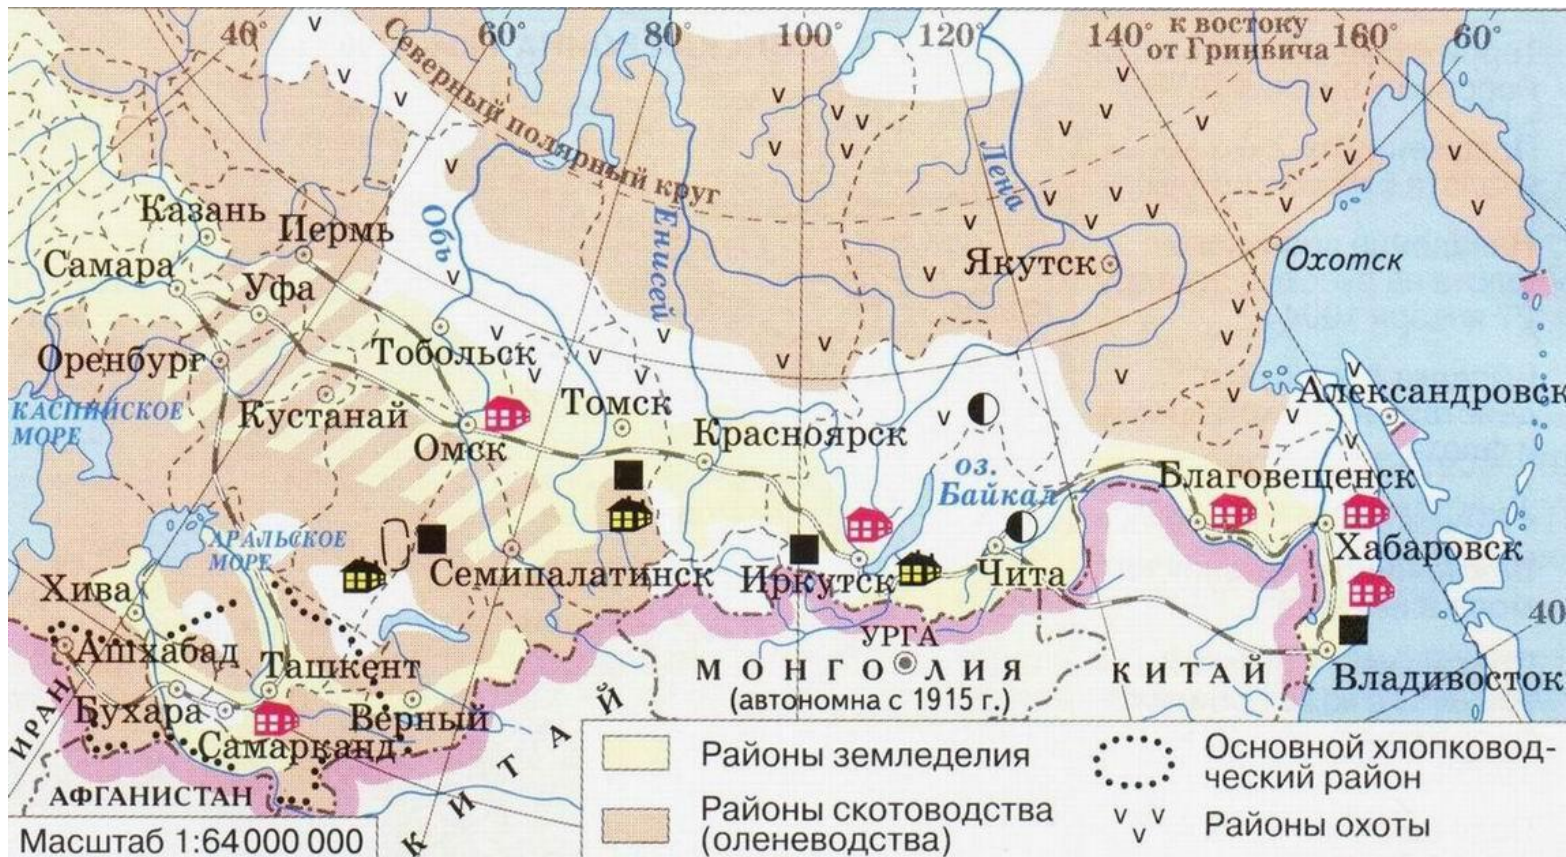 40°
60°
80°
100°
120°
140°
к востоку
от Гринвича
160°
60°
Северный полярный круг
Лена
Казань
Пермь
Обь
Енисей
Якутск
Охотск
Самара
Уфа
Оренбург
Тобольск
Кустанай
Томск
Омск
Красноярск
Александровск
КАСПИЙСКОЕ
МОРЕ
оз.
Байкал
Благовещенск
АРАЛЬСКОЕ
МОРЕ
Семипалатинск
Иркутск
Чита
Хабаровск
Хива
40
Ашхабад
Ташкент
УРГА
МОНГОЛИЯ
(автономна с 1915 г.)
КИТАЙ
Владивосток
ИРАН
Бухара
Верный
Самарканд
КИТАЙ
АФГАНИСТАН
Масштаб 1:64 000 000
Районы земледелия
Районы скотоводства
(оленеводства)
Основной хлопковод-
ческий район
Районы охоты